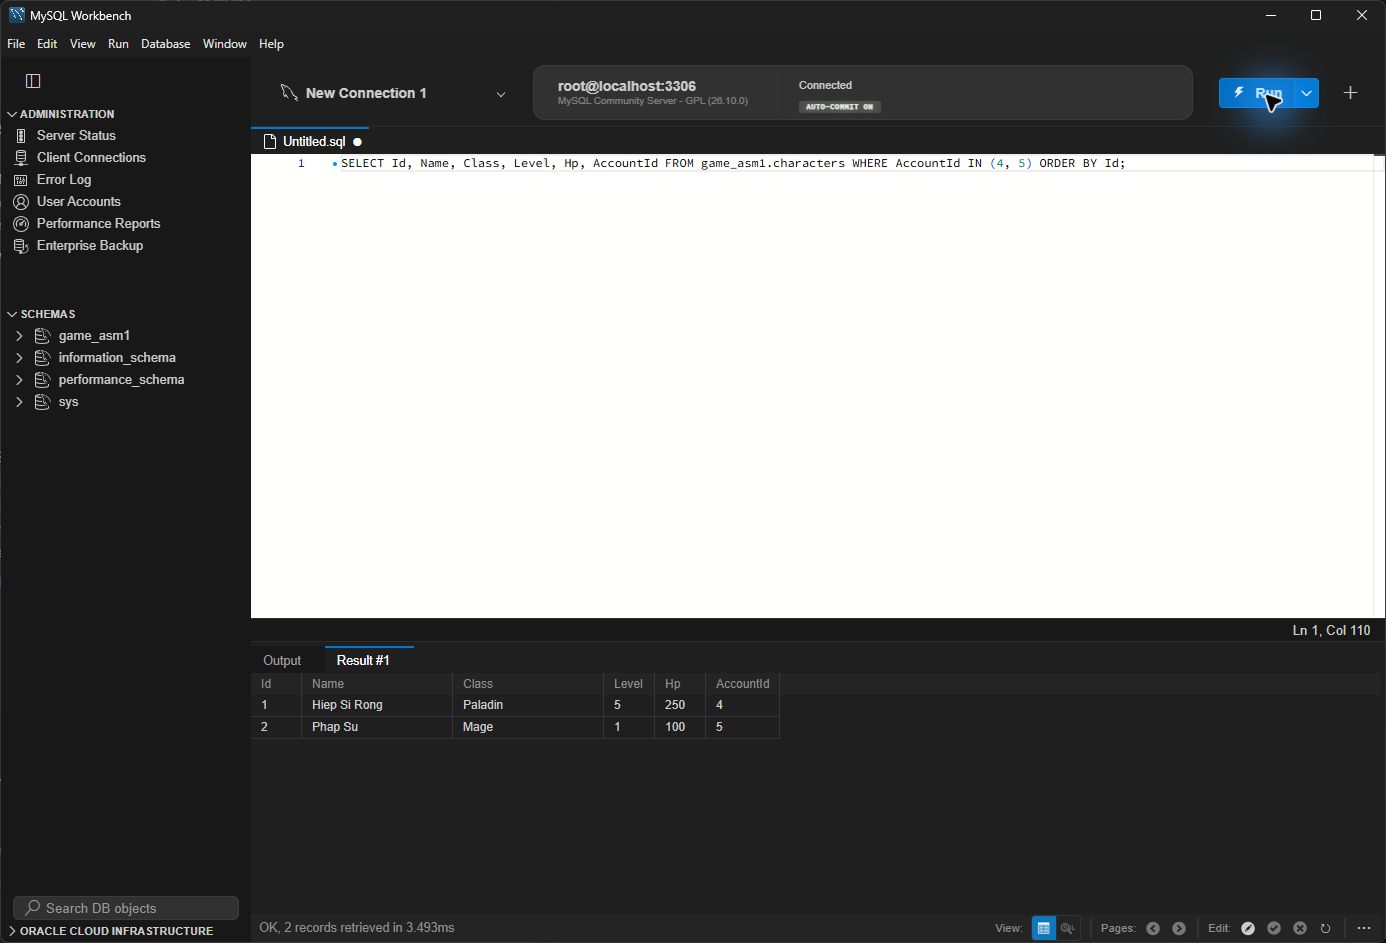 MySQL Workbench
File Edit View Run Database Window Help
New Connection 1
root@localhost:3306
MySQL Community Server - GPL (26.10.0)
Connected
AUTO-COMMIT ON
Run
ADMINISTRATION
Server Status
Client Connections
Error Log
User Accounts
Performance Reports
Enterprise Backup
SCHEMAS
game_asm1
information_schema
performance_schema
sys
Search DB objects
ORACLE CLOUD INFRASTRUCTURE
Untitled.sql
1 SELECT Id, Name, Class, Level, Hp, AccountId FROM game_asm1.characters WHERE AccountId IN (4, 5) ORDER BY Id;
Ln 1, Col 110
Output Result #1
Id Name Class Level Hp AccountId
1 Hiep Si Rong Paladin 5 250 4
2 Phap Su Mage 1 100 5
OK, 2 records retrieved in 3.493ms
View: Pages: Edit: